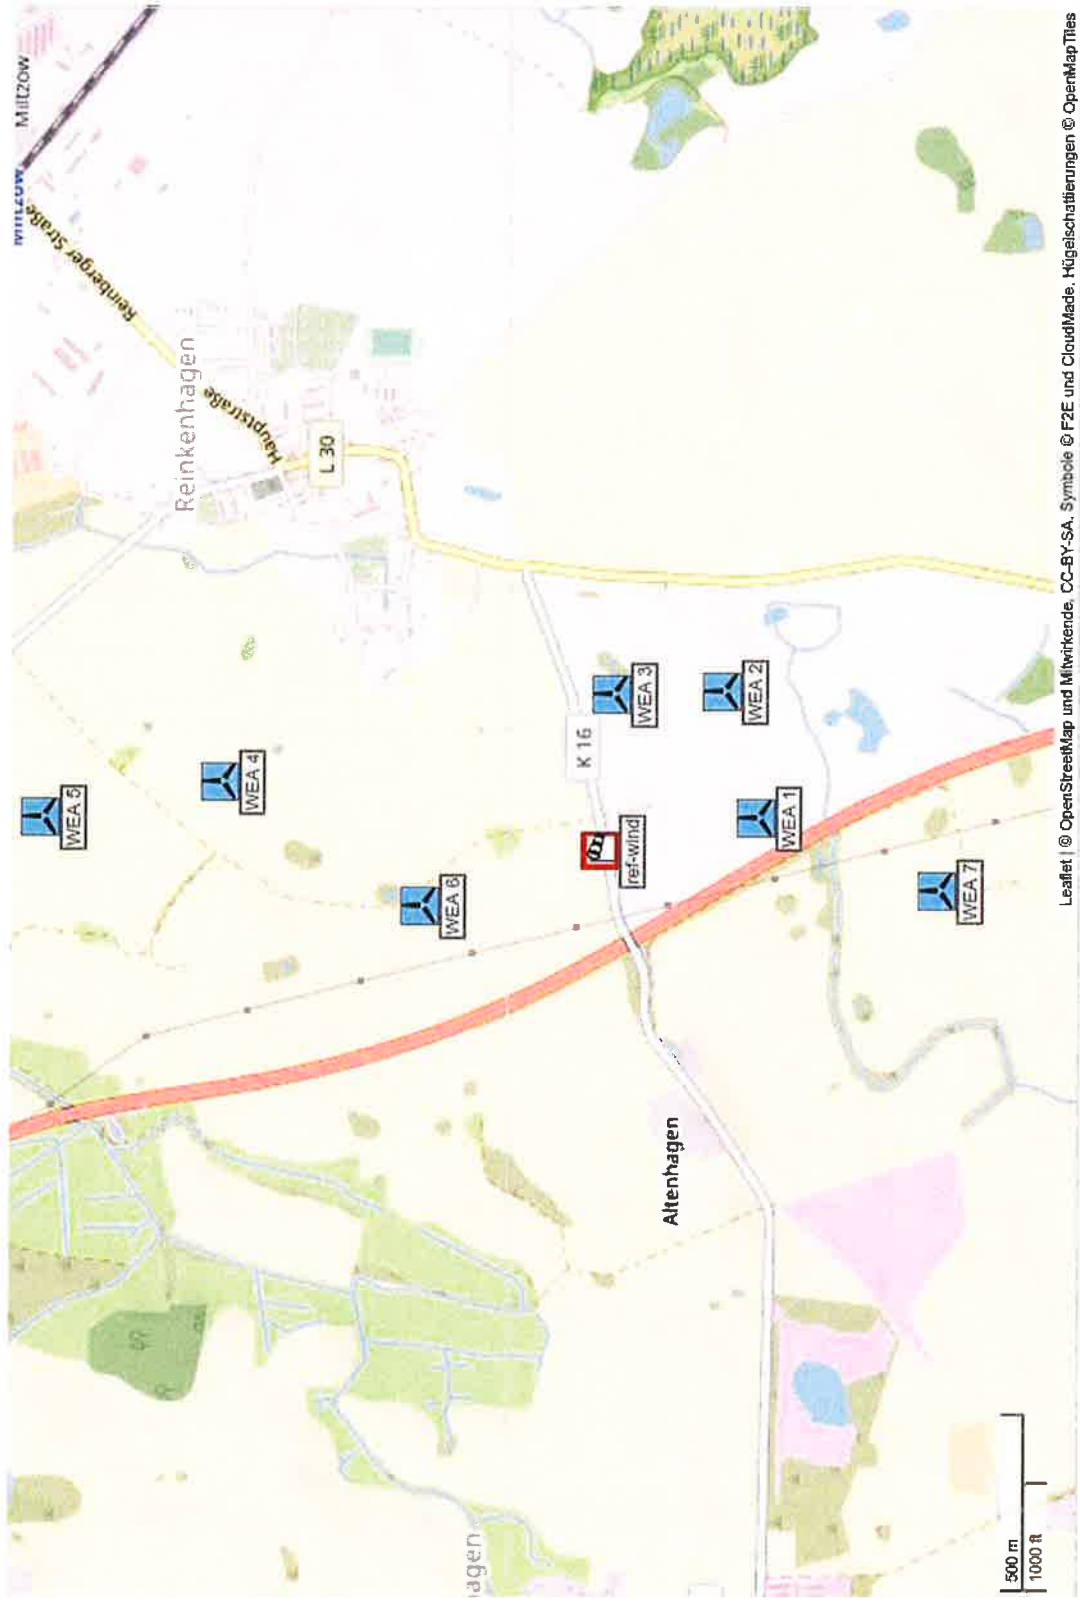 Miltzow
Miltzow
Reinberger Straße
Reinkenhagen
Hauptstraße
L 30
WEA 5
WEA 4
WEA 6
K 16
WEA 3
WEA 2
ref-wind
WEA 1
WEA 7
Altenhagen
hagen
500 m
1000 ft
Leaflet | © OpenStreetMap und Mitwirkende, CC-BY-SA, Symbole © F2E und CloudMade, Hügelschattierungen © OpenMapTiles